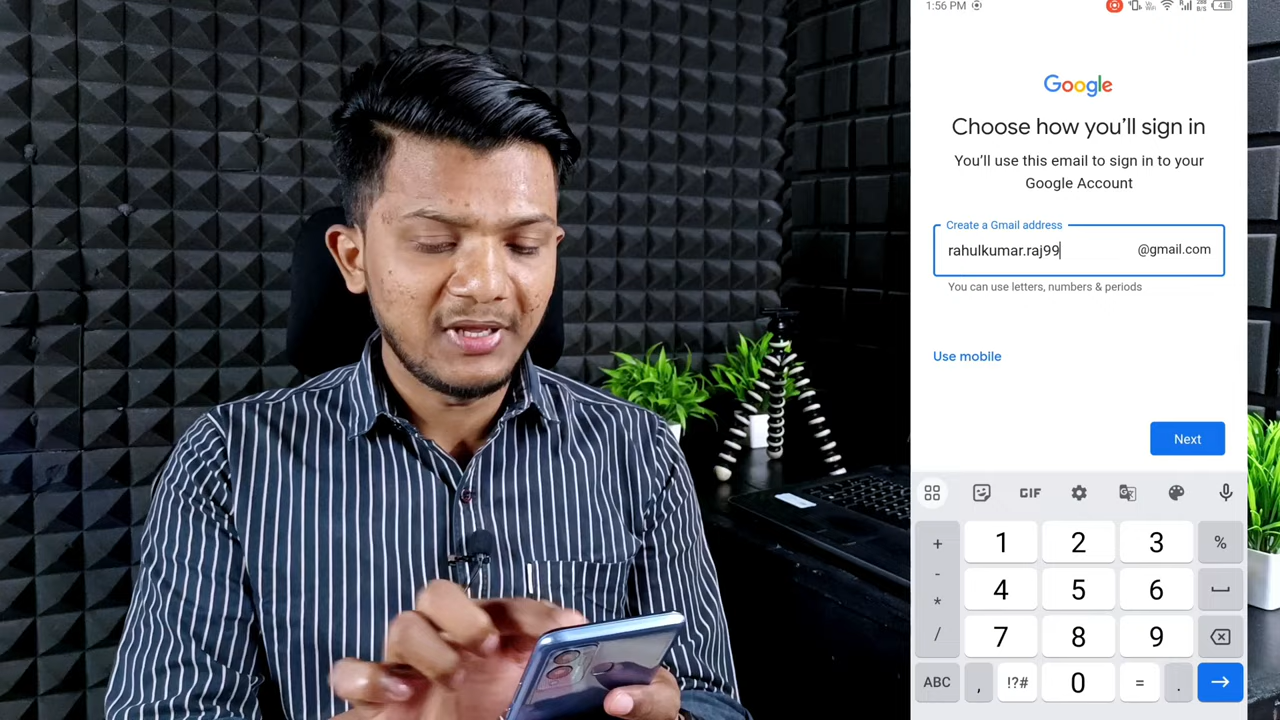 1:56 PM
Google
Choose how you'll sign in
You'll use this email to sign in to your
Google Account
Create a Gmail address
rahulkumar.raj99 @gmail.com
You can use letters, numbers & periods
Use mobile
Next
GIF
+ 1 2 3 %
-
4 5 6
*
/ 7 8 9
ABC , !?# 0 = .